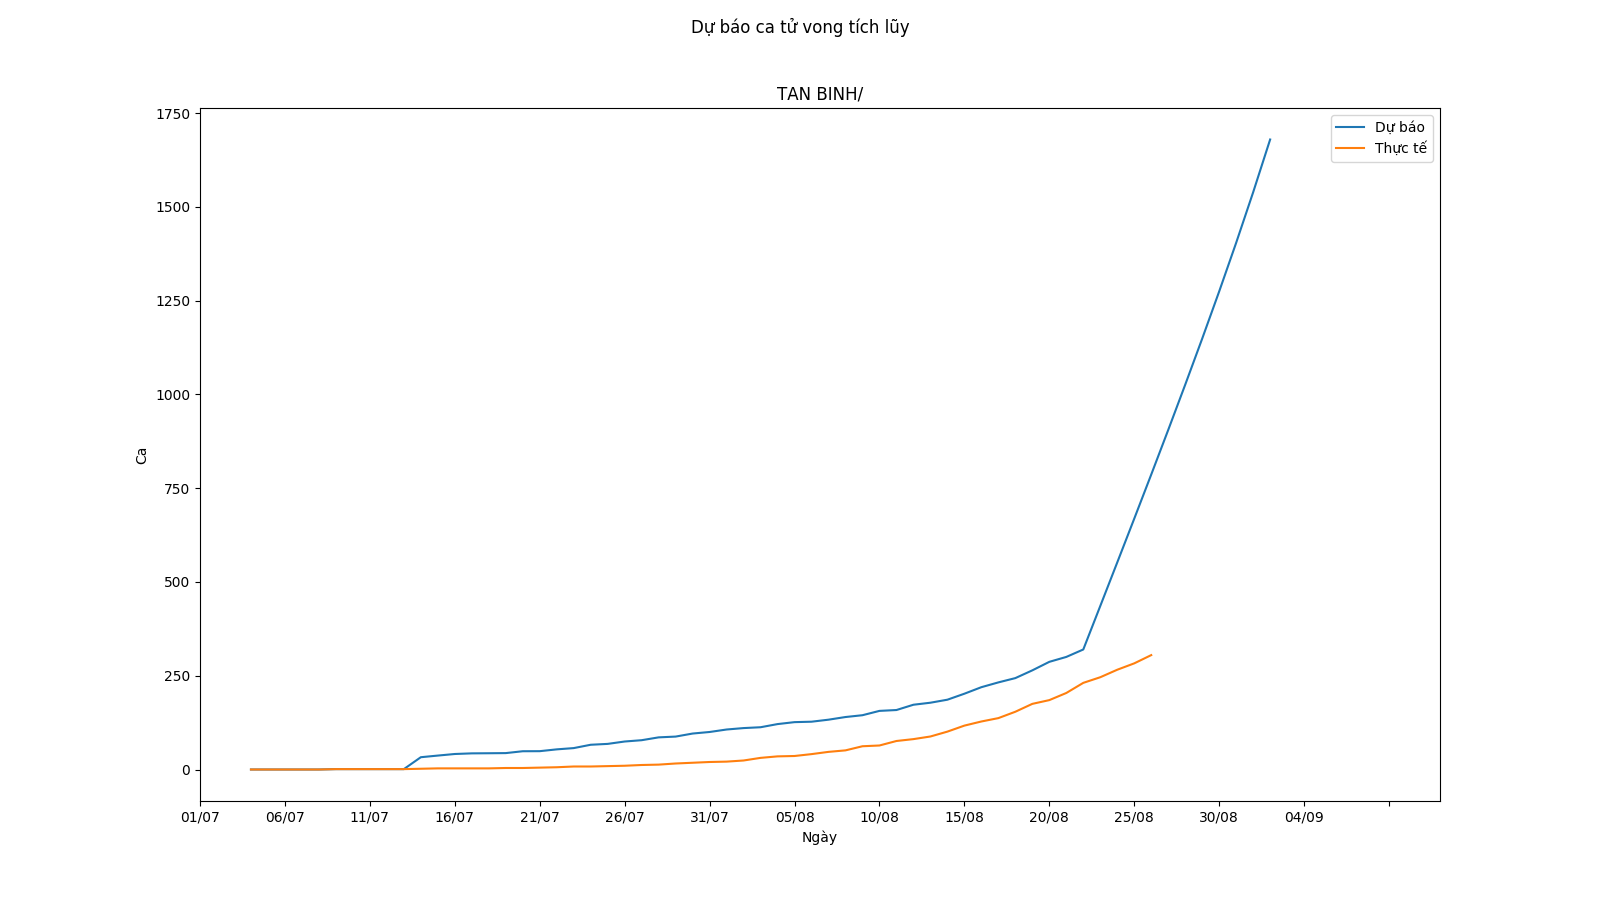 Dự báo ca tử vong tích lũy
TAN BINH/
1750
1500
1250
1000
750
500
250
0
Ca
Dự báo
Thực tế
01/07 06/07 11/07 16/07 21/07 26/07 31/07 05/08 10/08 15/08 20/08 25/08 30/08 04/09
Ngày